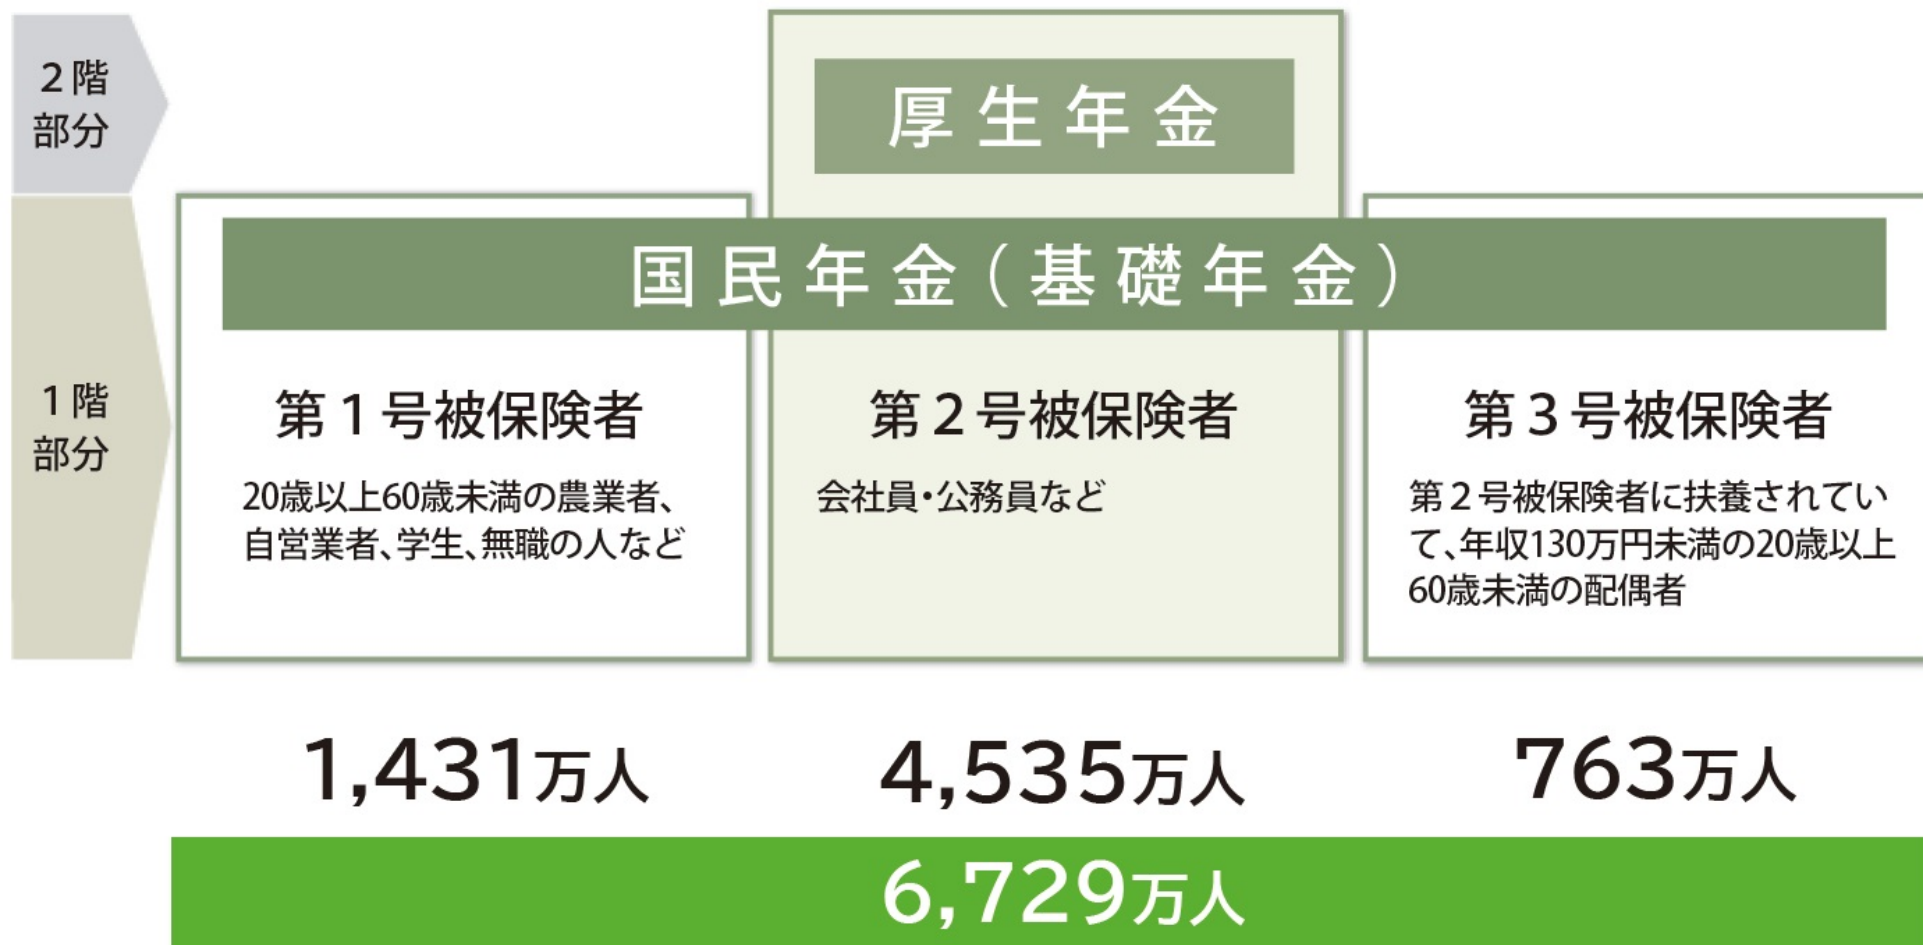 2階
部分
厚生年金
国民年金(基礎年金)
1階
部分
第1号被保険者
20歳以上60歳未満の農業者、
自営業者、学生、無職の人など
第2号被保険者
会社員・公務員など
第3号被保険者
第2号被保険者に扶養されてい
て、年収130万円未満の20歳以上
60歳未満の配偶者
1,431万人
4,535万人
763万人
6,729万人